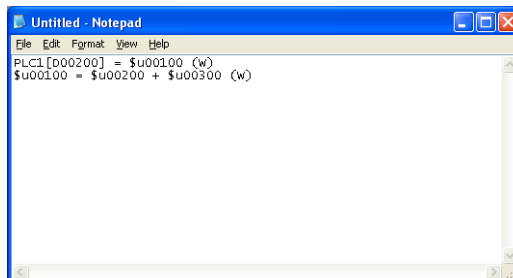 Untitled - Notepad
File Edit Format View Help
PLC1[D00200] = $u00100 (W)
$u00100 = $u00200 + $u00300 (W)